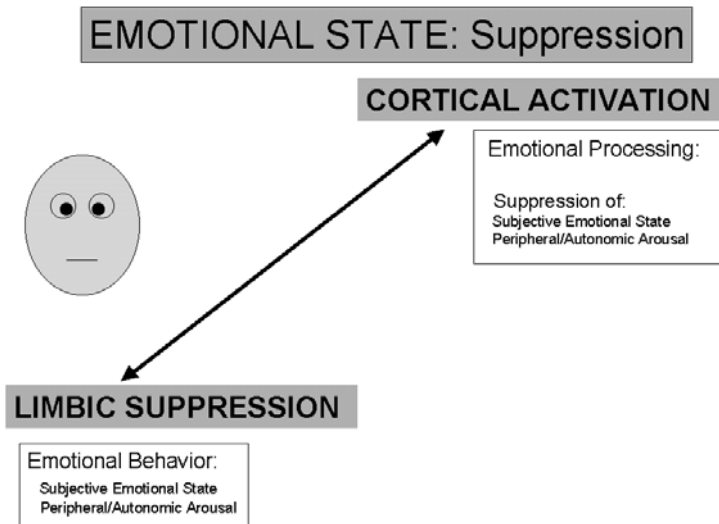 EMOTIONAL STATE: Suppression
CORTICAL ACTIVATION
Emotional Processing:
Suppression of:
Subjective Emotional State
Peripheral/Autonomic Arousal
LIMBIC SUPPRESSION
Emotional Behavior:
Subjective Emotional State
Peripheral/Autonomic Arousal